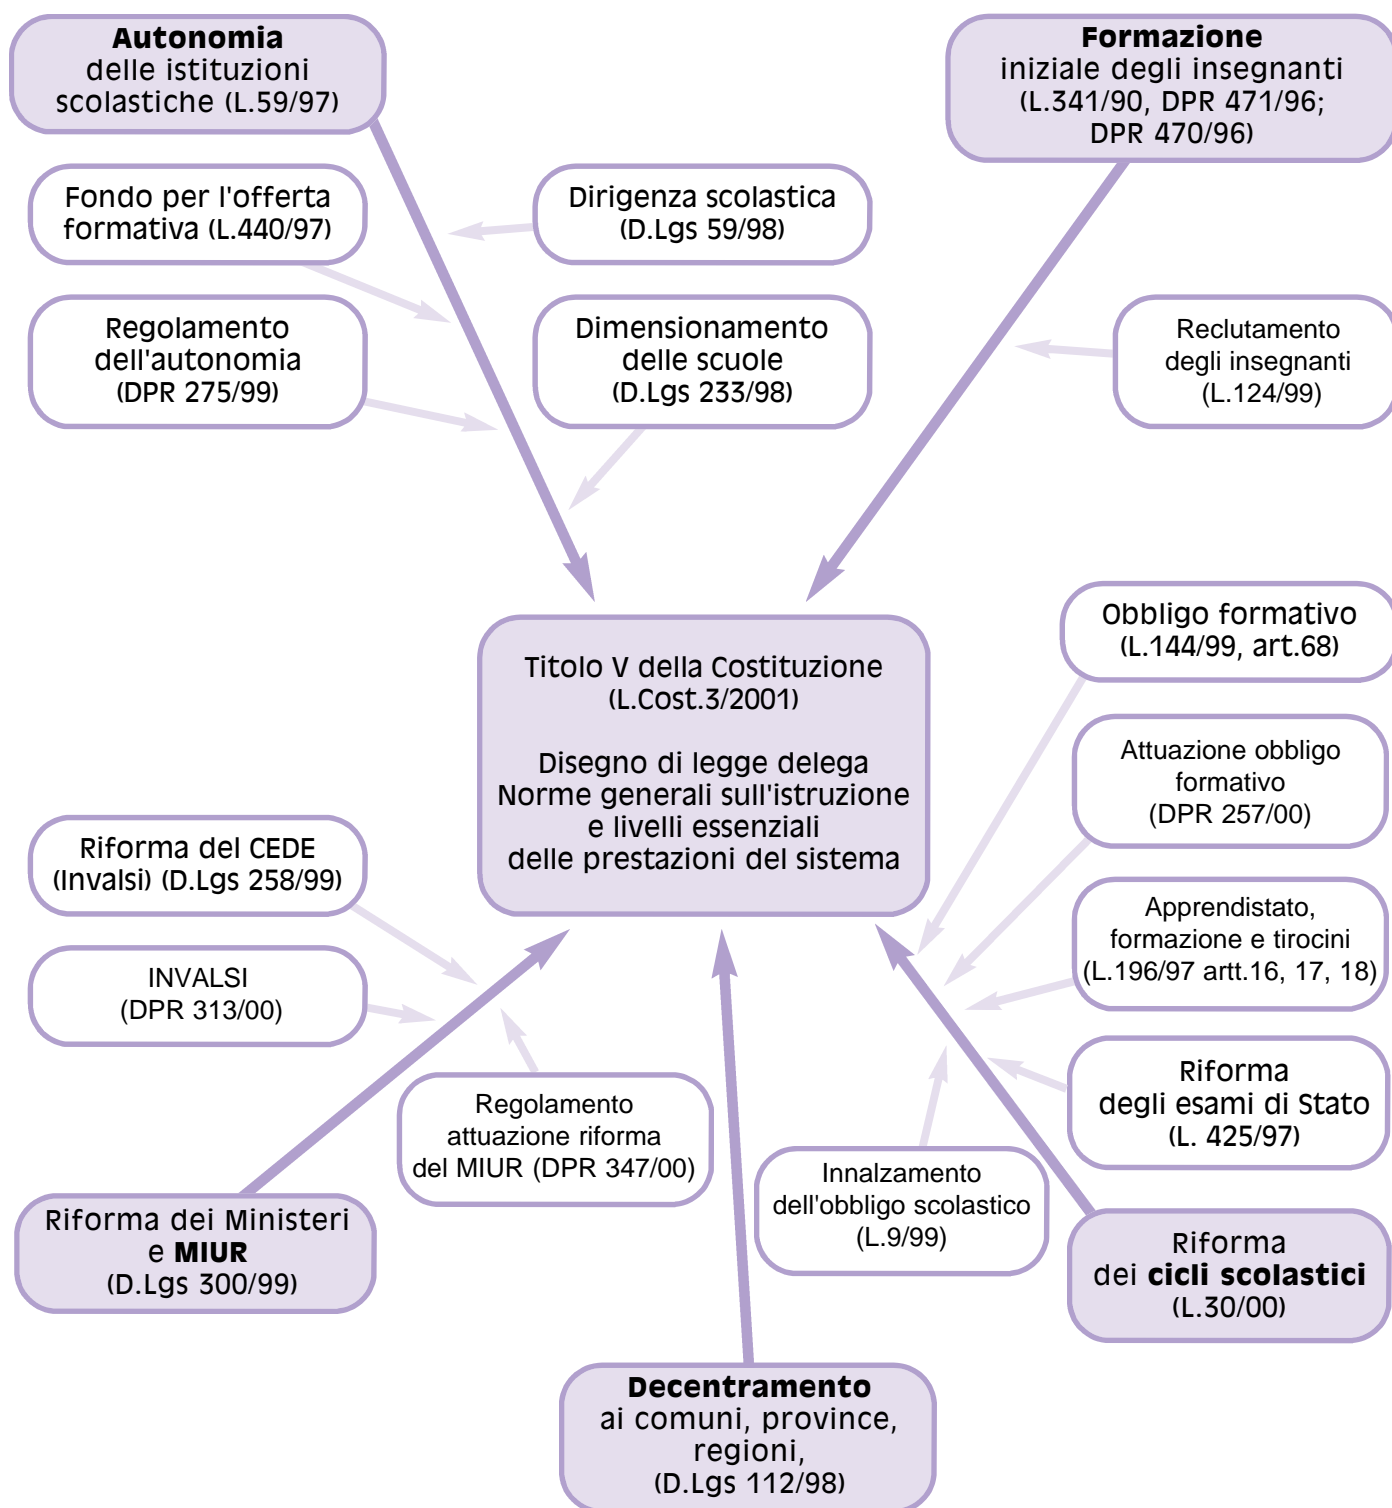 Autonomia
delle istituzioni
scolastiche (L.59/97)
Formazione
iniziale degli insegnanti
(L.341/90, DPR 471/96;
DPR 470/96)
Fondo per l'offerta
formativa (L.440/97)
Dirigenza scolastica
(D.Lgs 59/98)
Regolamento
dell'autonomia
(DPR 275/99)
Dimensionamento
delle scuole
(D.Lgs 233/98)
Reclutamento
degli insegnanti
(L.124/99)
Titolo V della Costituzione
(L.Cost.3/2001)
Disegno di legge delega
Norme generali sull'istruzione
e livelli essenziali
delle prestazioni del sistema
Obbligo formativo
(L.144/99, art.68)
Attuazione obbligo
formativo
(DPR 257/00)
Apprendistato,
formazione e tirocini
(L.196/97 artt.16, 17, 18)
Riforma
degli esami di Stato
(L. 425/97)
Riforma del CEDE
(Invalsi) (D.Lgs 258/99)
INVALSI
(DPR 313/00)
Regolamento
attuazione riforma
del MIUR (DPR 347/00)
Innalzamento
dell'obbligo scolastico
(L.9/99)
Riforma dei Ministeri
e MIUR
(D.Lgs 300/99)
Riforma
dei cicli scolastici
(L.30/00)
Decentramento
ai comuni, province,
regioni,
(D.Lgs 112/98)